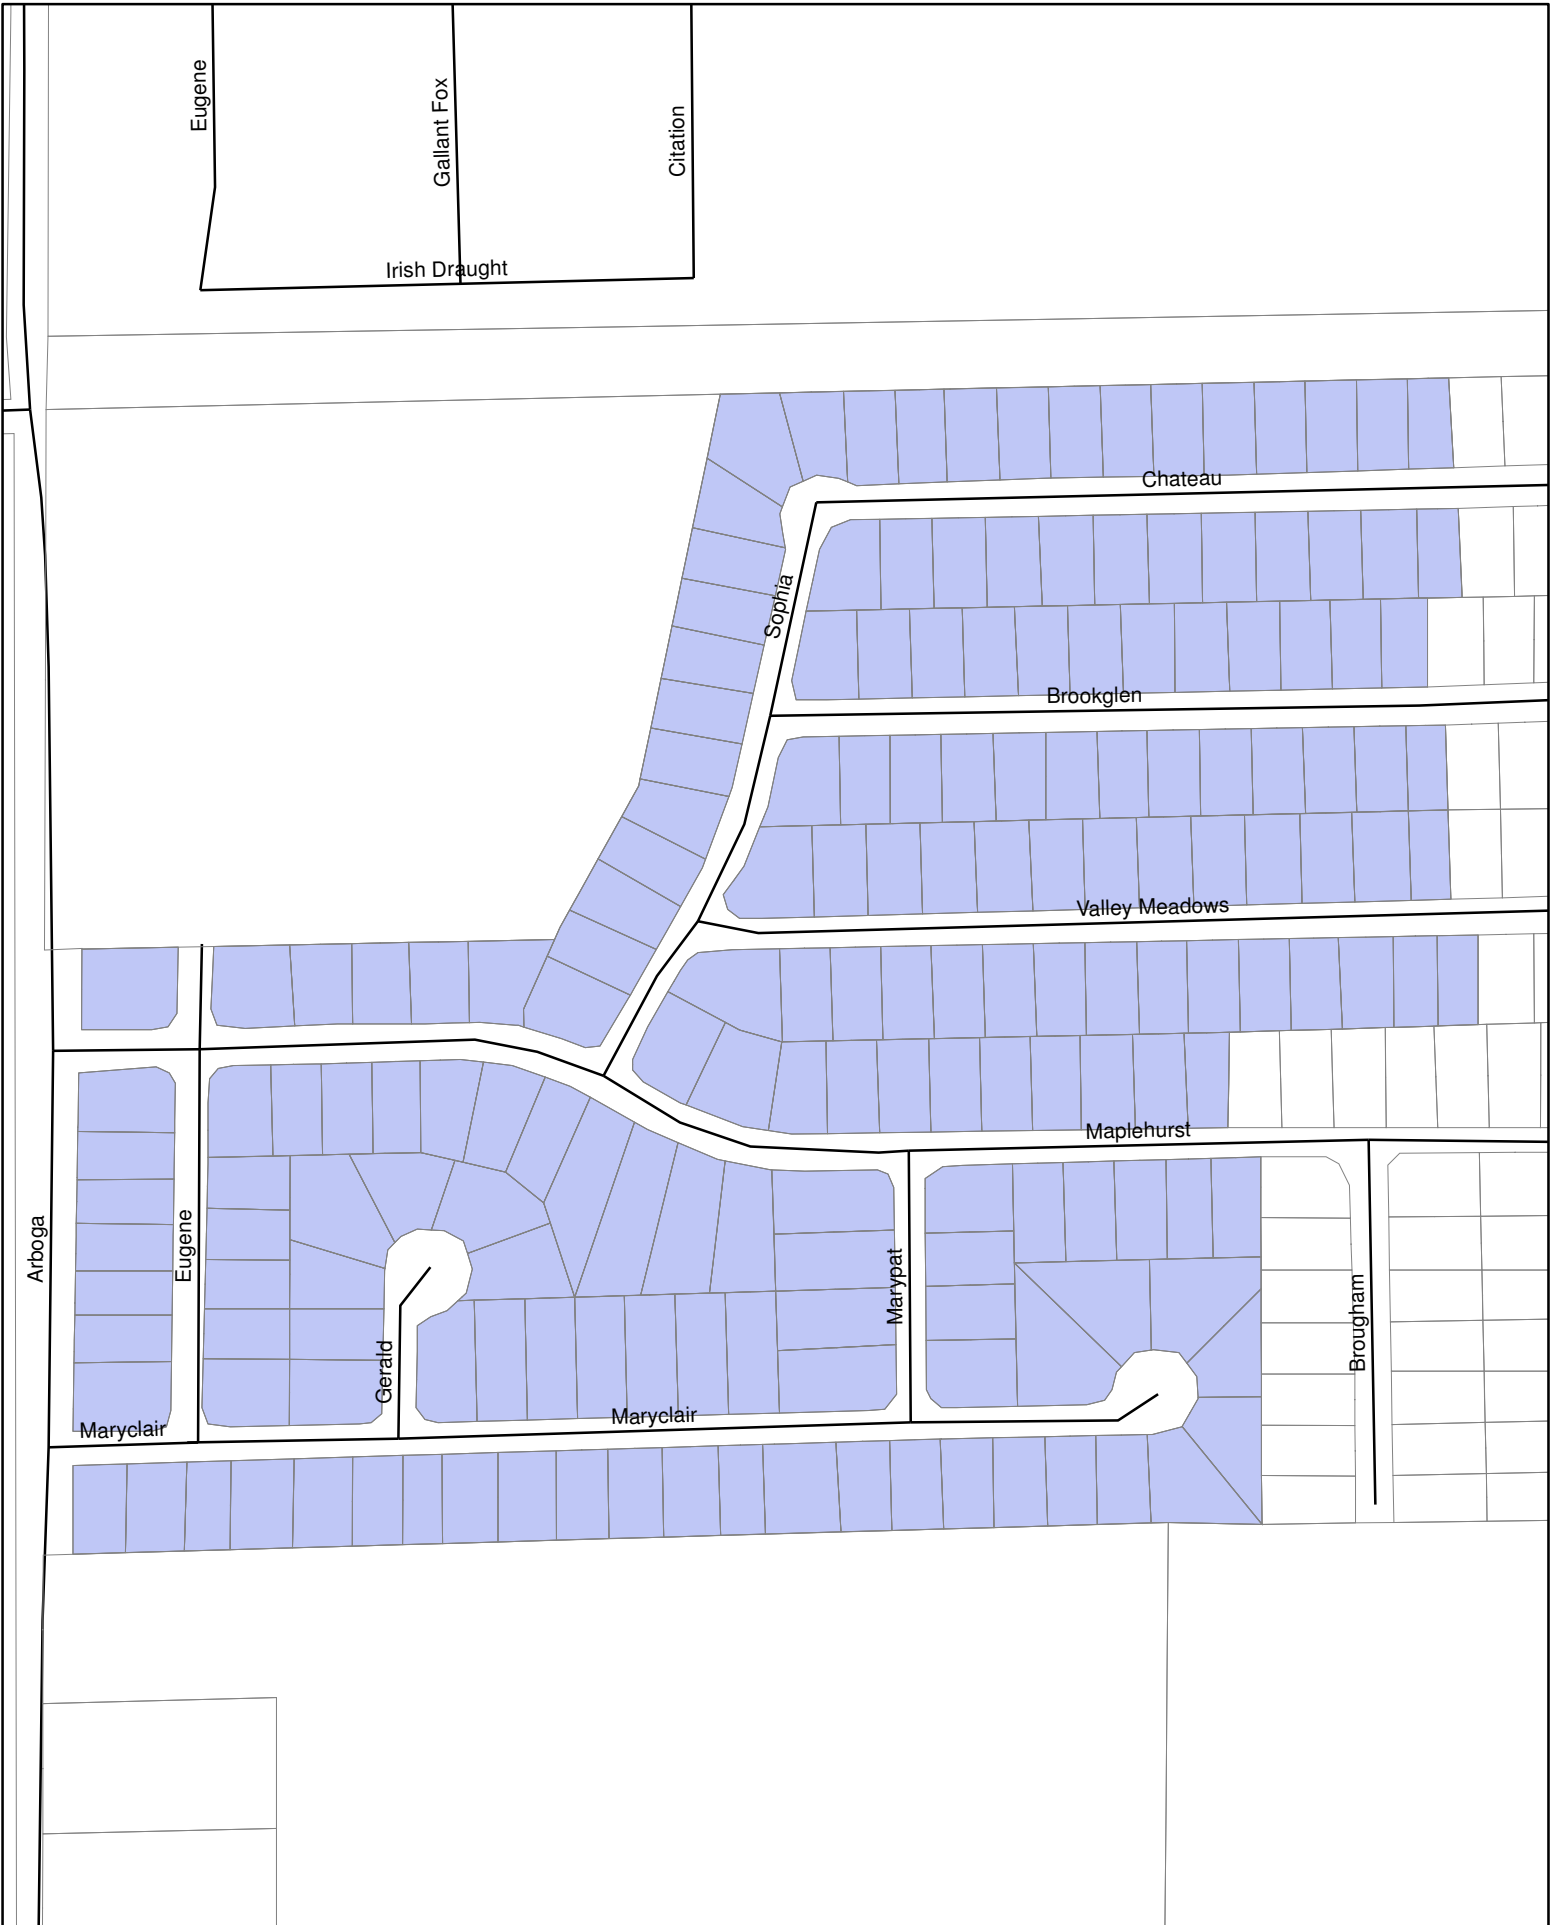 Eugene
Gallant Fox
Citation
Irish Draught
Chateau
Sophia
Brookglen
Valley Meadows
Maplehurst
Arboga
Eugene
Marypat
Brougham
Gerald
Maryclair
Maryclair